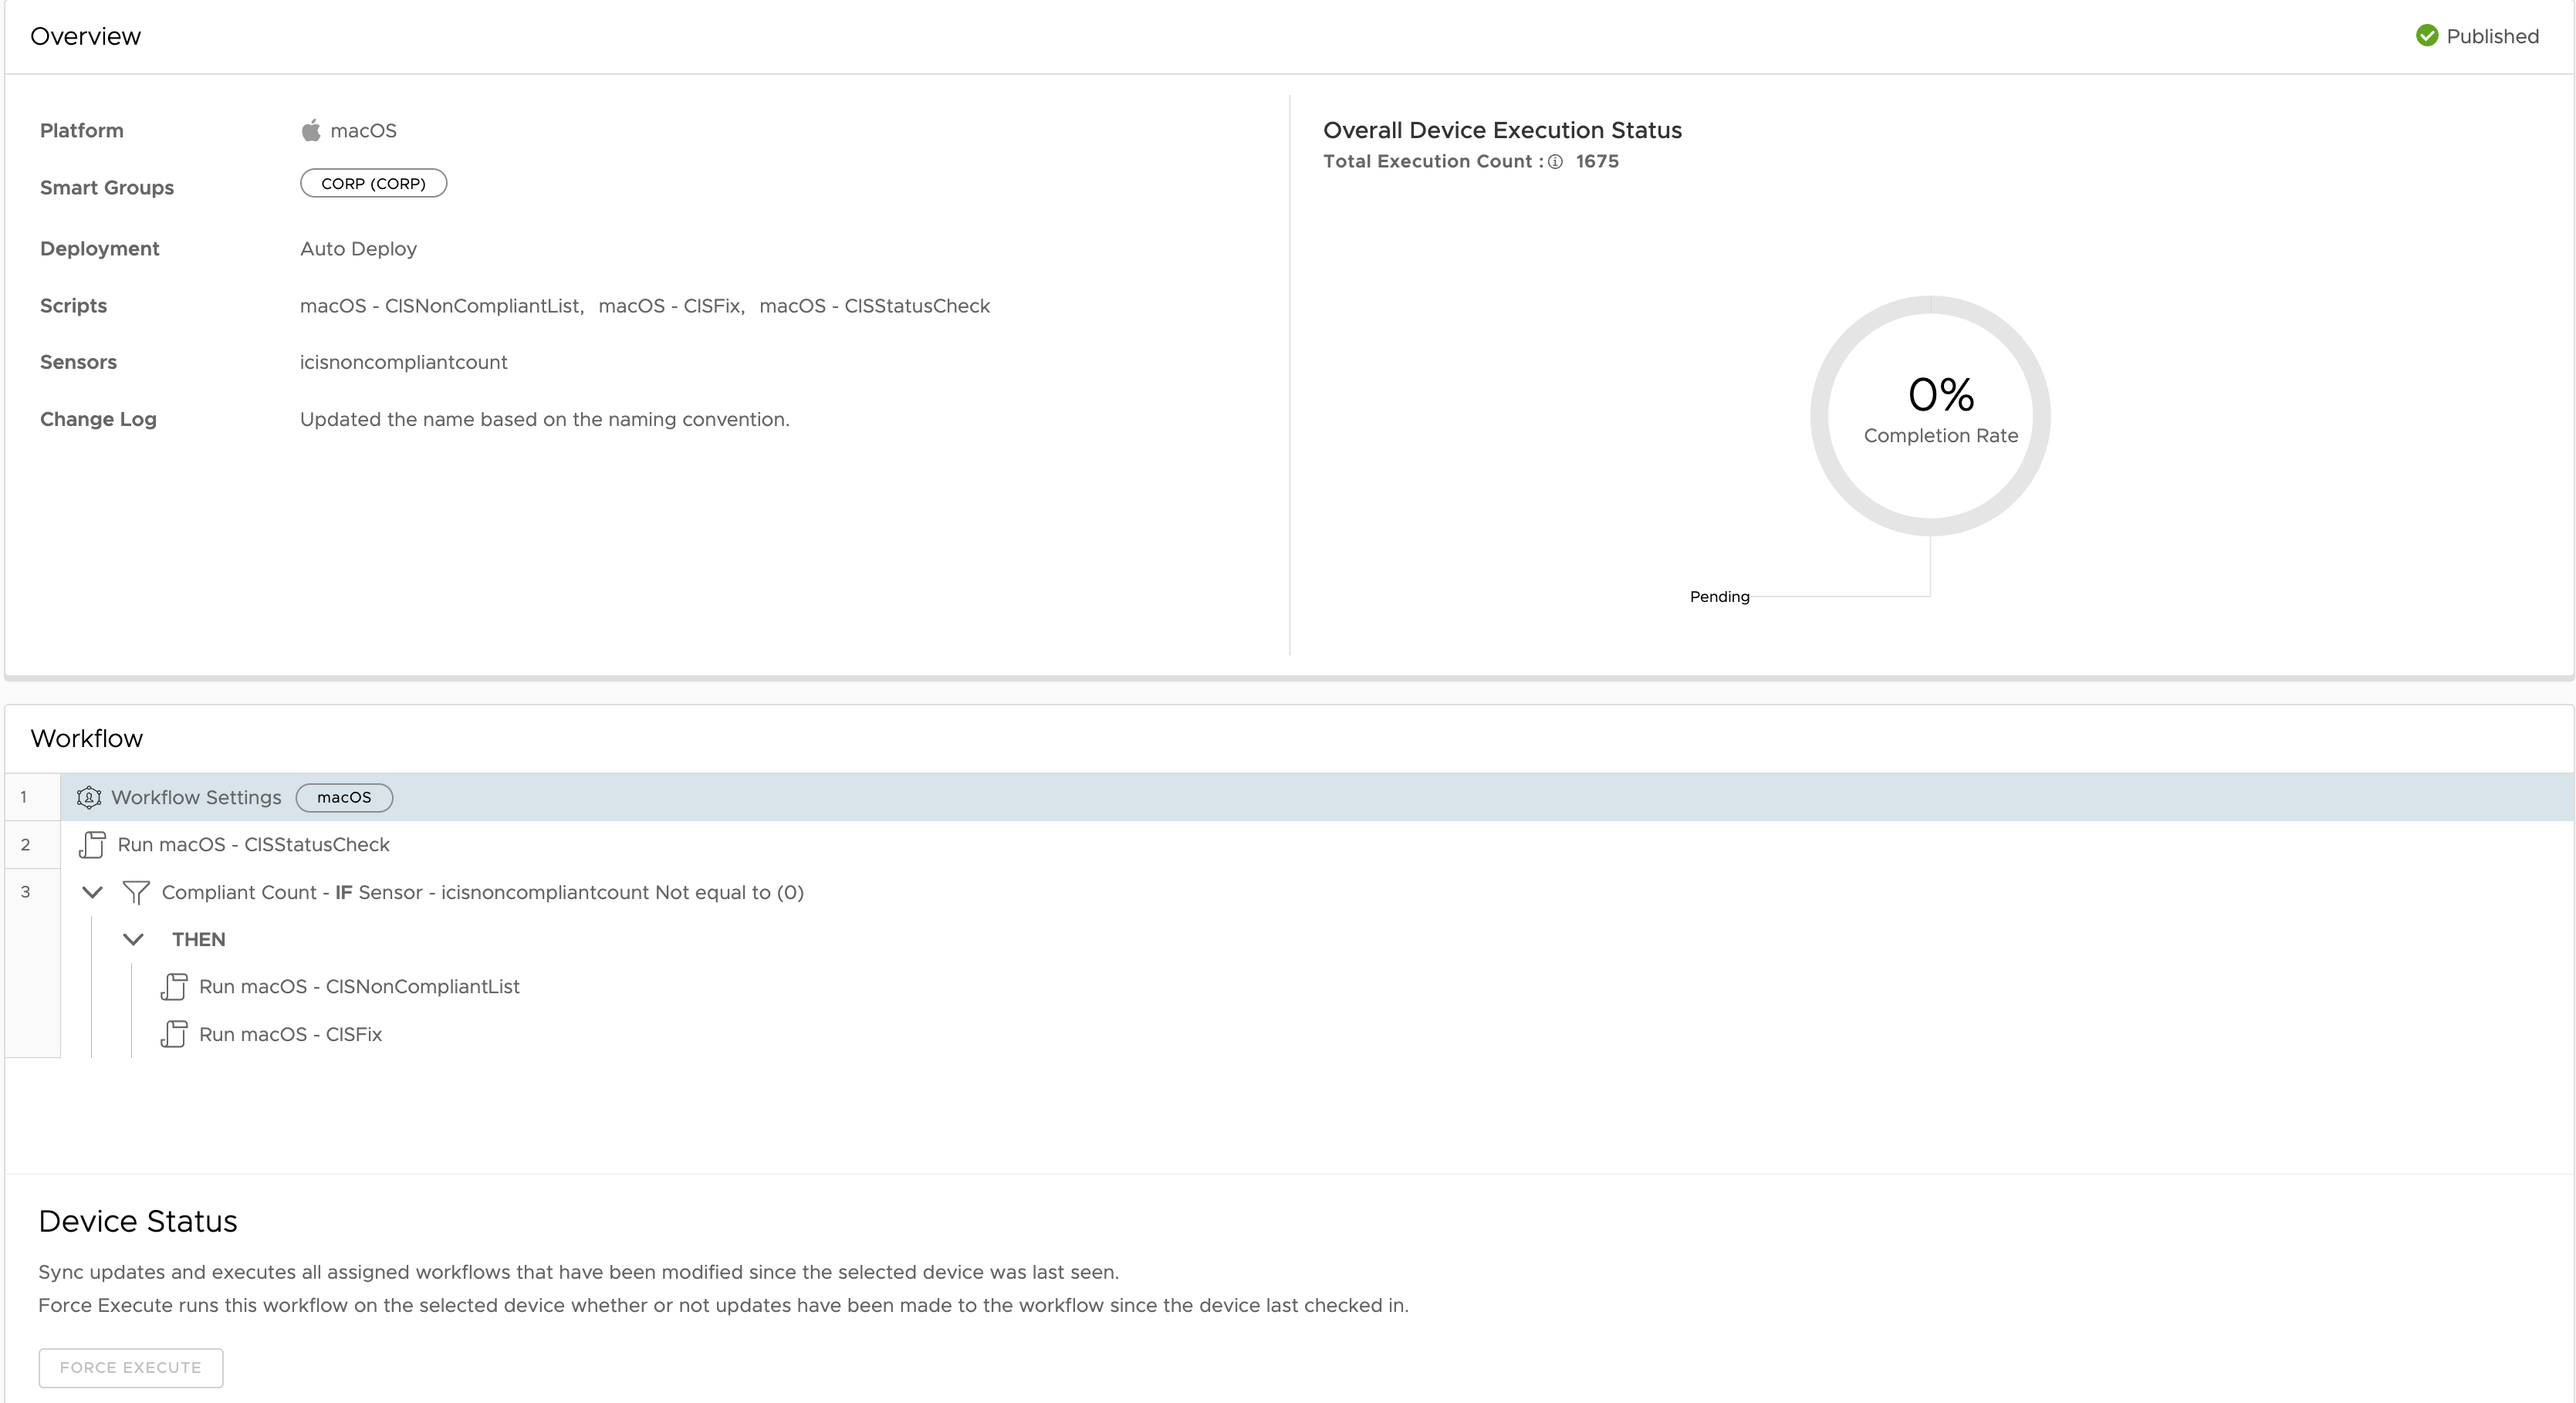 Overview
Published
Platform macOS
Smart Groups CORP (CORP)
Deployment Auto Deploy
Scripts macOS - CISNonCompliantList, macOS - CISFix, macOS - CISStatusCheck
Sensors icisnoncompliantcount
Change Log Updated the name based on the naming convention.
Overall Device Execution Status
Total Execution Count : 1675
0%
Completion Rate
Pending
Workflow
1 Workflow Settings macOS
2 Run macOS - CISStatusCheck
3 Compliant Count - IF Sensor - icisnoncompliantcount Not equal to (0)
THEN
Run macOS - CISNonCompliantList
Run macOS - CISFix
Device Status
Sync updates and executes all assigned workflows that have been modified since the selected device was last seen.
Force Execute runs this workflow on the selected device whether or not updates have been made to the workflow since the device last checked in.
FORCE EXECUTE